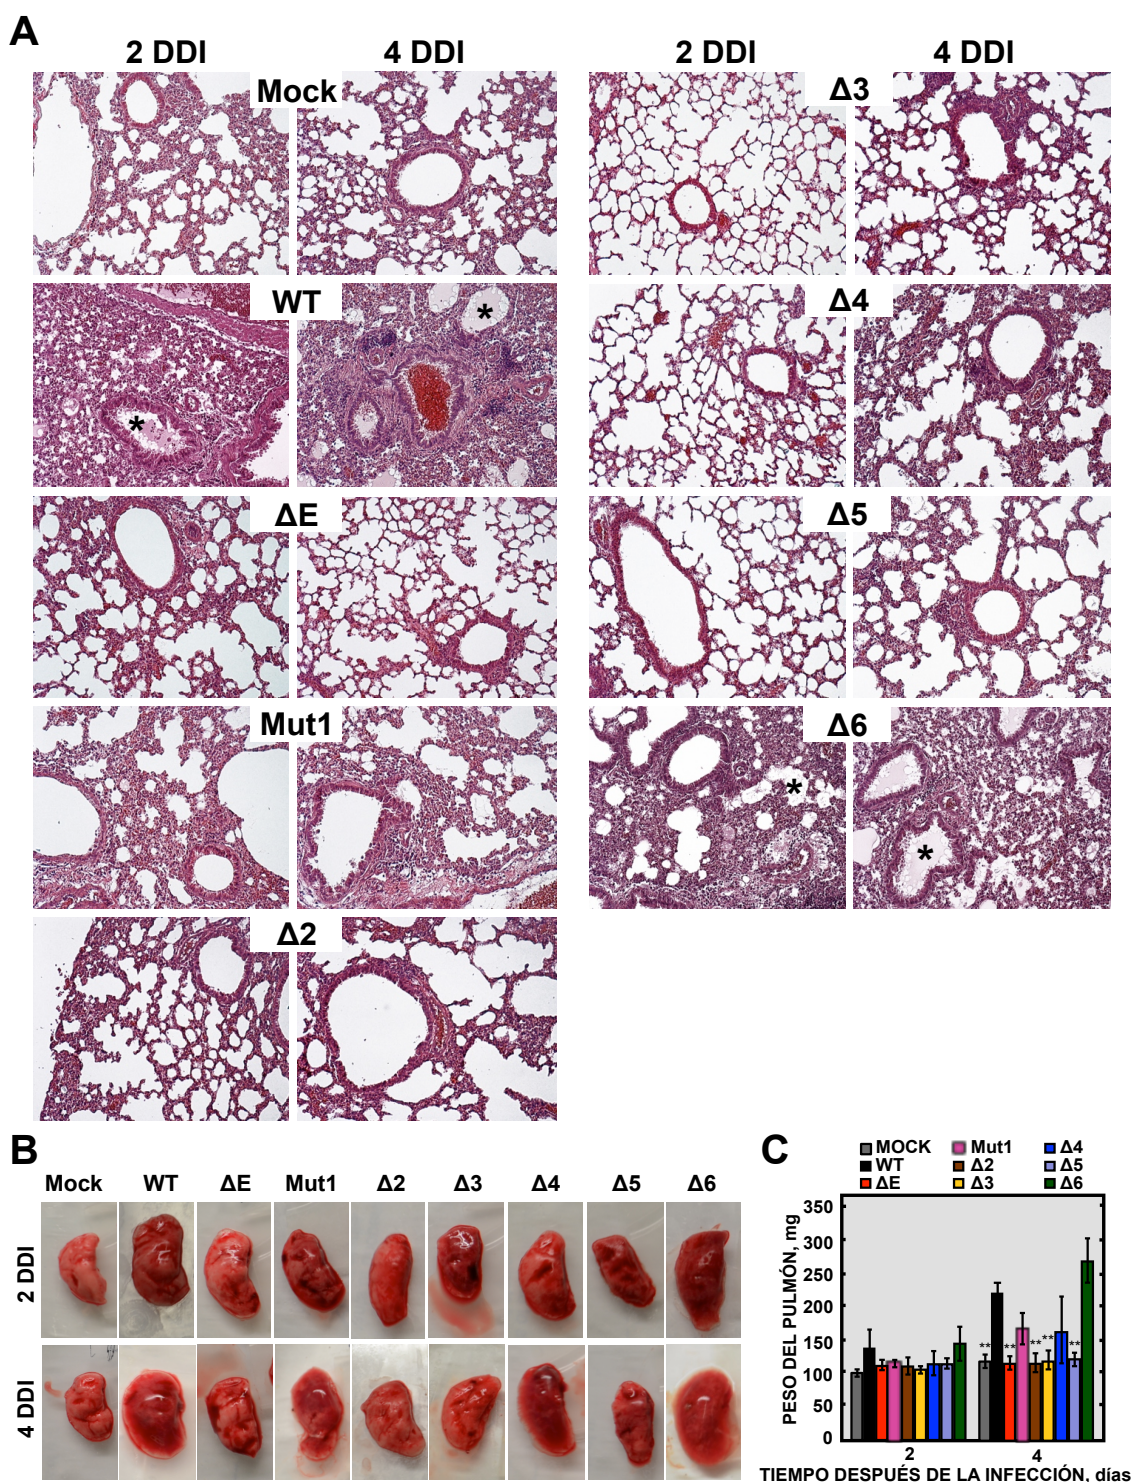 A
2 DDI 4 DDI 2 DDI 4 DDI
Mock Δ3
WT Δ4
*
*
ΔE Δ5
Mut1 Δ6
*
*
Δ2
B
Mock WT ΔE Mut1 Δ2 Δ3 Δ4 Δ5 Δ6
2 DDI
4 DDI
C
MOCK Mut1 Δ4
WT Δ2 Δ5
ΔE Δ3 Δ6
PESO DEL PULMÓN, mg
350
300
250
200
150
100
50
0
** ** ** ** **
2 4
TIEMPO DESPUÉS DE LA INFECCIÓN, días